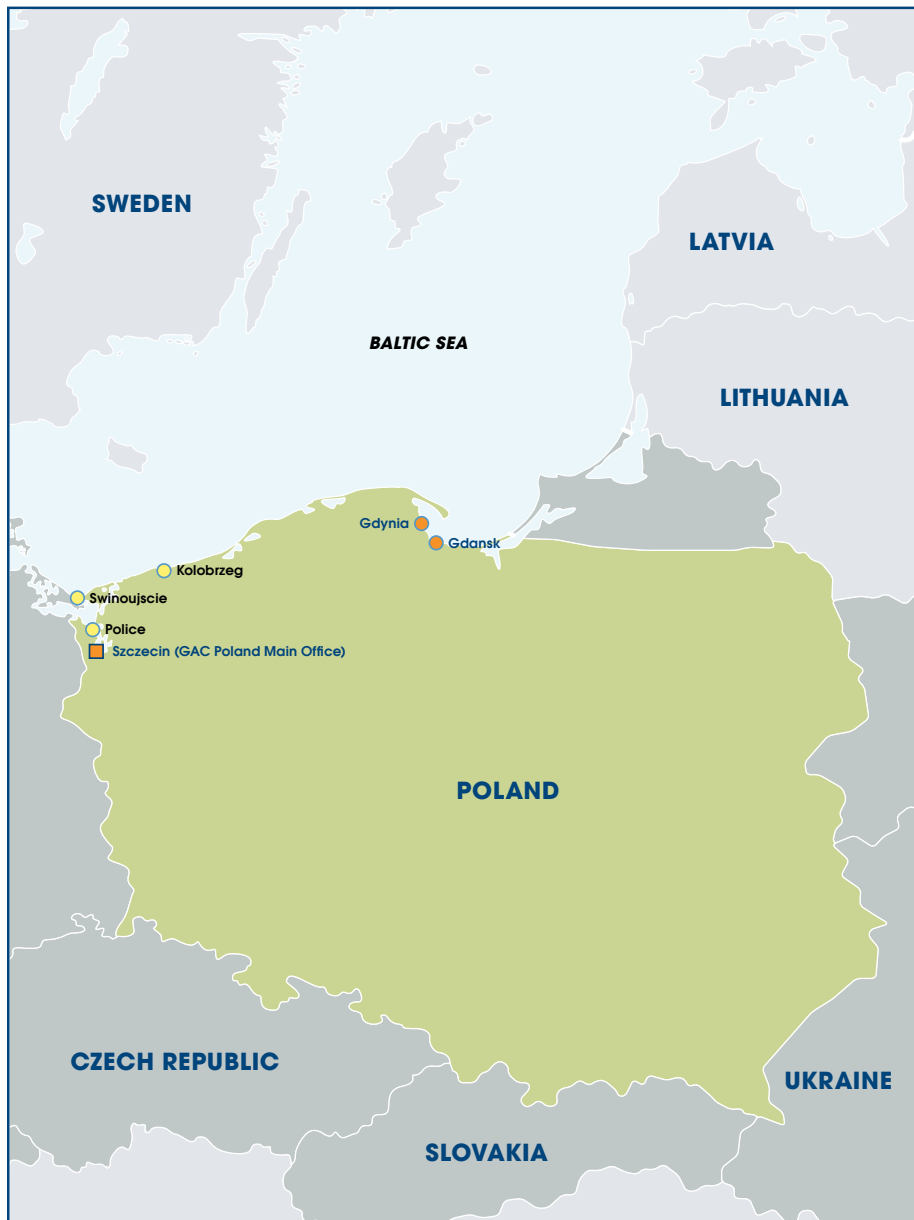 SWEDEN
LATVIA
BALTIC SEA
LITHUANIA
Gdynia
Gdansk
Kolobrzeg
Swinoujscie
Police
Szczecin (GAC Poland Main Office)
POLAND
CZECH REPUBLIC
UKRAINE
SLOVAKIA